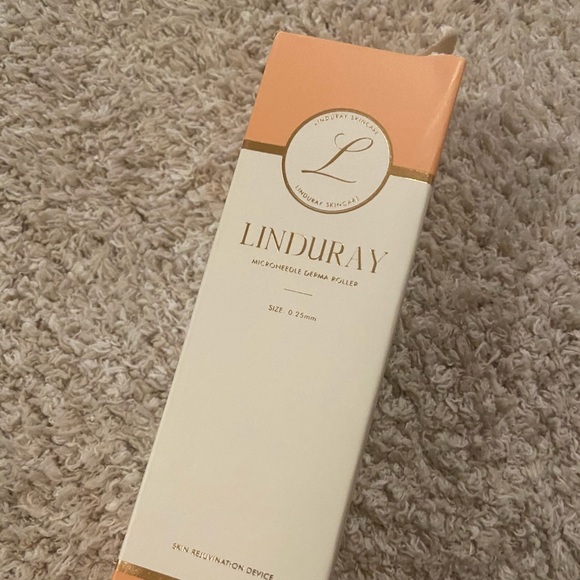 LINDURAY SKINCARE
L
LINDURAY SKINCARE
LINDURAY
MICRONEEDLE DERMA ROLLER
SIZE 0.25mm
SKIN REJUVINATION DEVICE